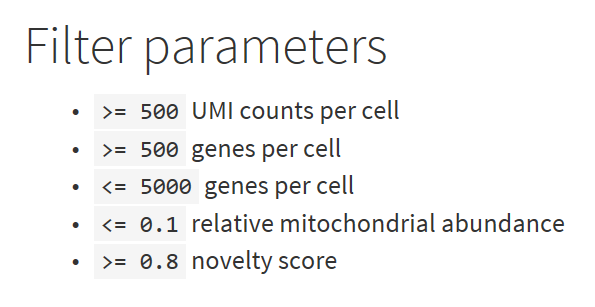 Filter parameters
• >= 500 UMI counts per cell
• >= 500 genes per cell
• <= 5000 genes per cell
• <= 0.1 relative mitochondrial abundance
• >= 0.8 novelty score